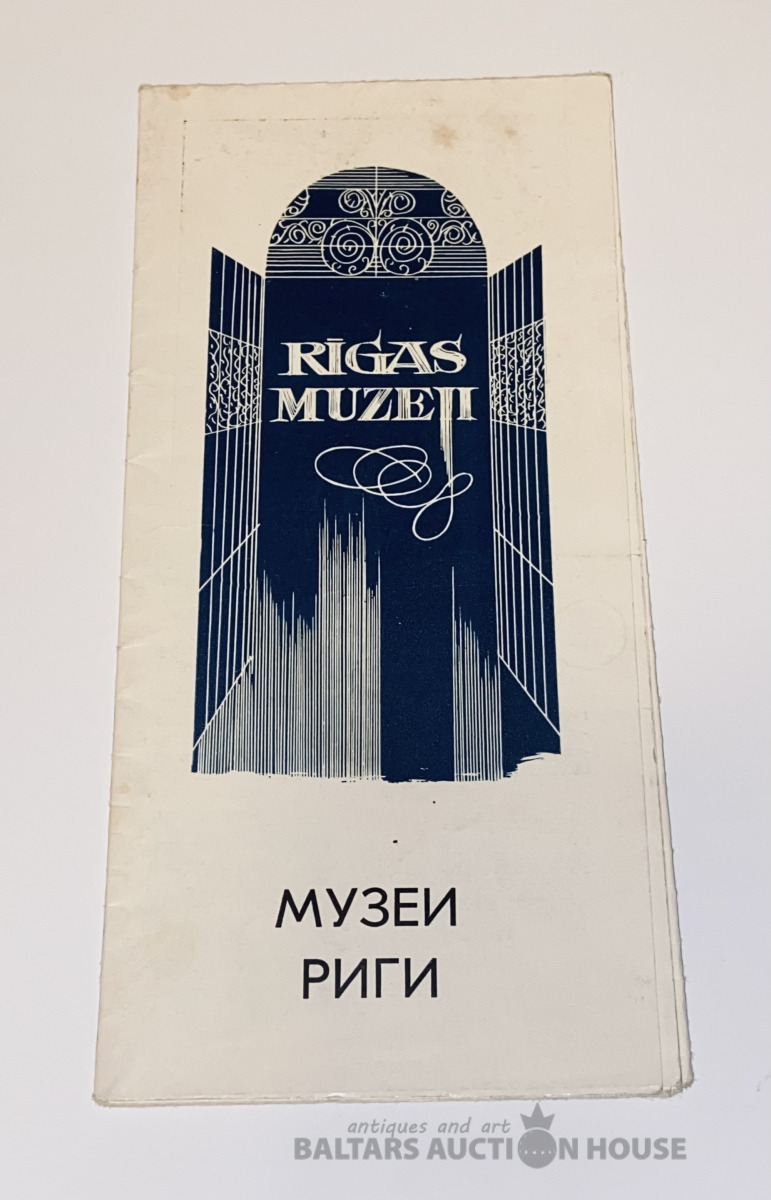 RĪGAS
MUZEJI
МУЗЕИ
РИГИ
antiques and art
BALTARS AUCTION HOUSE